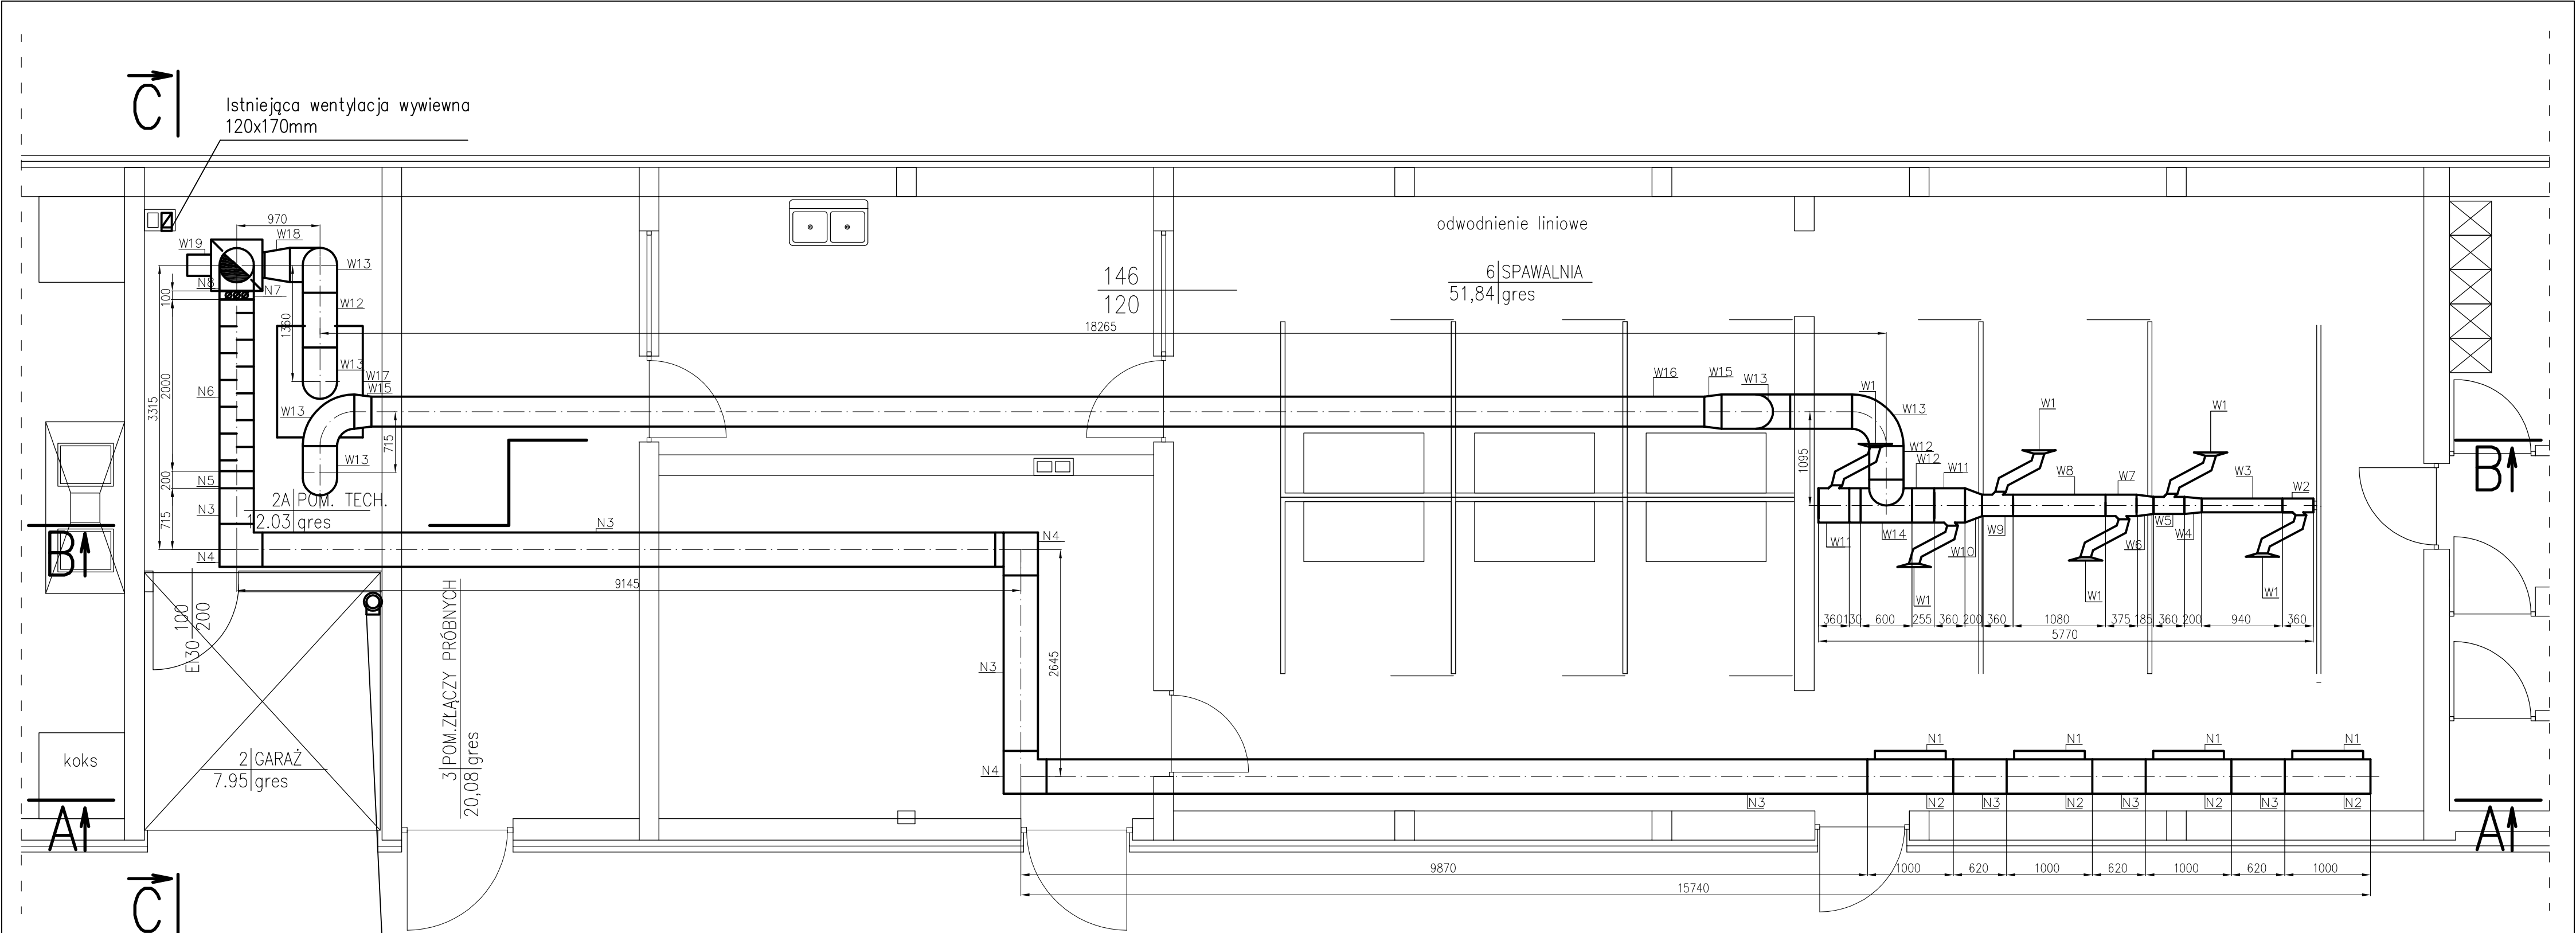 C
Istniejąca wentylacja wywiewna
120x170mm
970
W18
W19
W13
N8
N7
100
W12
1360
3315
2000
N6
W13
W17
W15
W13
715
W13
200
N5
N3
715
N4
2A POM. TECH.
12.03 gres
B
146
120
18265
odwodnienie liniowe
6 SPAWALNIA
51,84 gres
W16
W15
W13
W1
W13
1095
W12
W12
W11
W1
W8
W7
W1
W3
W2
W11
W14
W10
W9
W6
W5
W4
W1
W1
W1
360
130
600
255
360
200
360
1080
375
185
360
200
940
360
5770
B
N3
N4
9145
EI30
100
200
3 POM.ZŁĄCZY PRÓBNYCH
20,08 gres
N3
2645
N4
koks
2 GARAŻ
7.95 gres
A
N1
N1
N1
N1
N3
N2
N3
N2
N3
N2
N3
N2
A
9870
1000
620
1000
620
1000
620
1000
15740
C